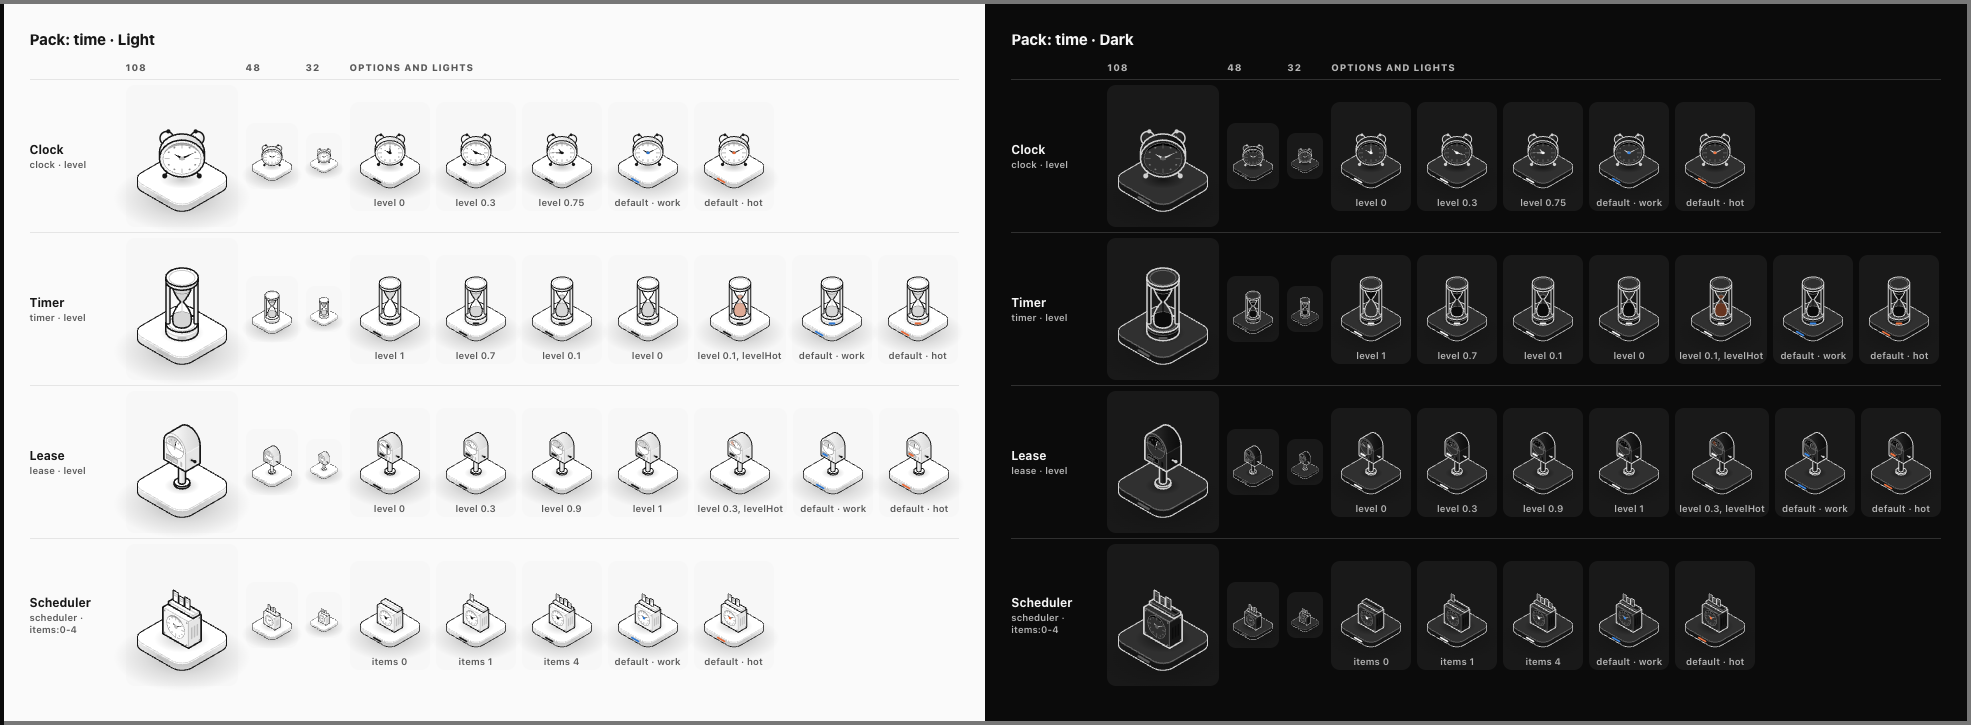 Pack: time · Light
108 48 32 OPTIONS AND LIGHTS
Clock
clock · level
level 0 level 0.3 level 0.75 default · work default · hot
Timer
timer · level
level 1 level 0.7 level 0.1 level 0 level 0.1, levelHot default · work default · hot
Lease
lease · level
level 0 level 0.3 level 0.9 level 1 level 0.3, levelHot default · work default · hot
Scheduler
scheduler ·
items:0-4
items 0 items 1 items 4 default · work default · hot
Pack: time · Dark
108 48 32 OPTIONS AND LIGHTS
Clock
clock · level
level 0 level 0.3 level 0.75 default · work default · hot
Timer
timer · level
level 1 level 0.7 level 0.1 level 0 level 0.1, levelHot default · work default · hot
Lease
lease · level
level 0 level 0.3 level 0.9 level 1 level 0.3, levelHot default · work default · hot
Scheduler
scheduler ·
items:0-4
items 0 items 1 items 4 default · work default · hot